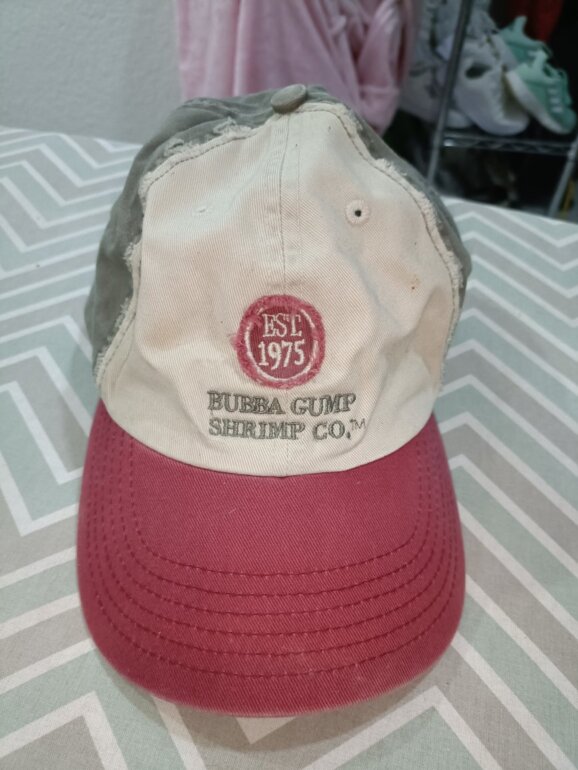 EST.
1975
BUBBA GUMP
SHRIMP CO.™